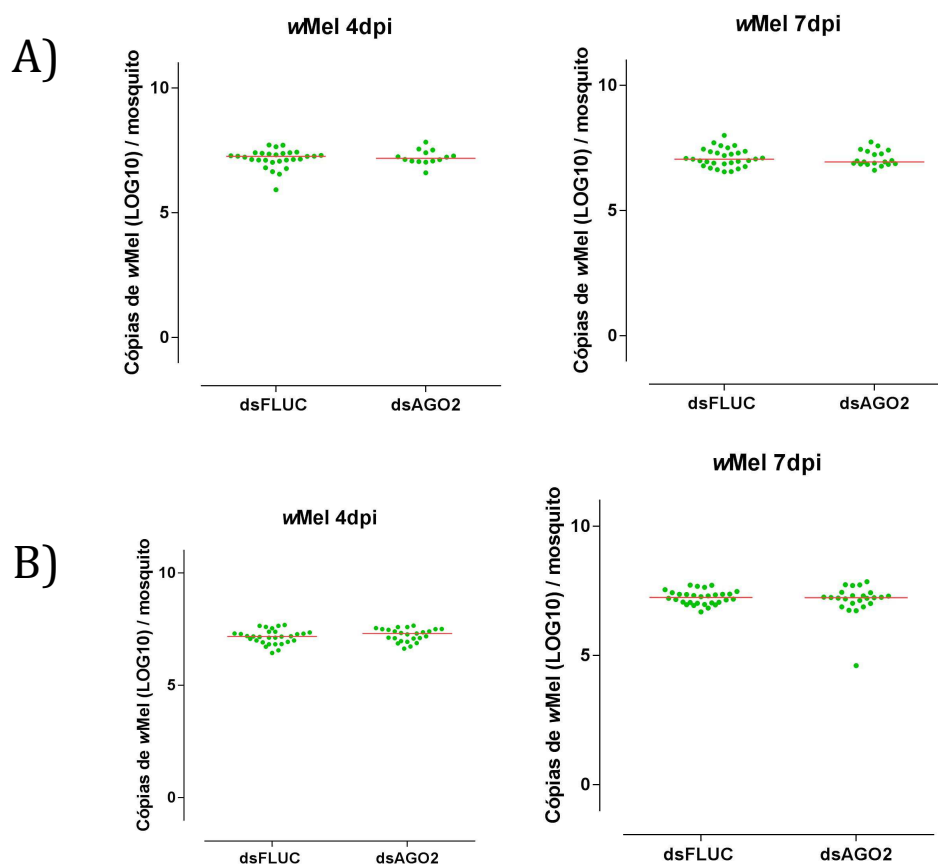 A)
wMel 4dpi
Cópias de wMel (LOG10) / mosquito
10
5
0
dsFLUC dsAGO2
wMel 7dpi
Cópias de wMel (LOG10) / mosquito
10
5
0
dsFLUC dsAGO2
B)
wMel 4dpi
Cópias de wMel (LOG10) / mosquito
10
5
0
dsFLUC dsAGO2
wMel 7dpi
Cópias de wMel (LOG10) / mosquito
10
5
0
dsFLUC dsAGO2